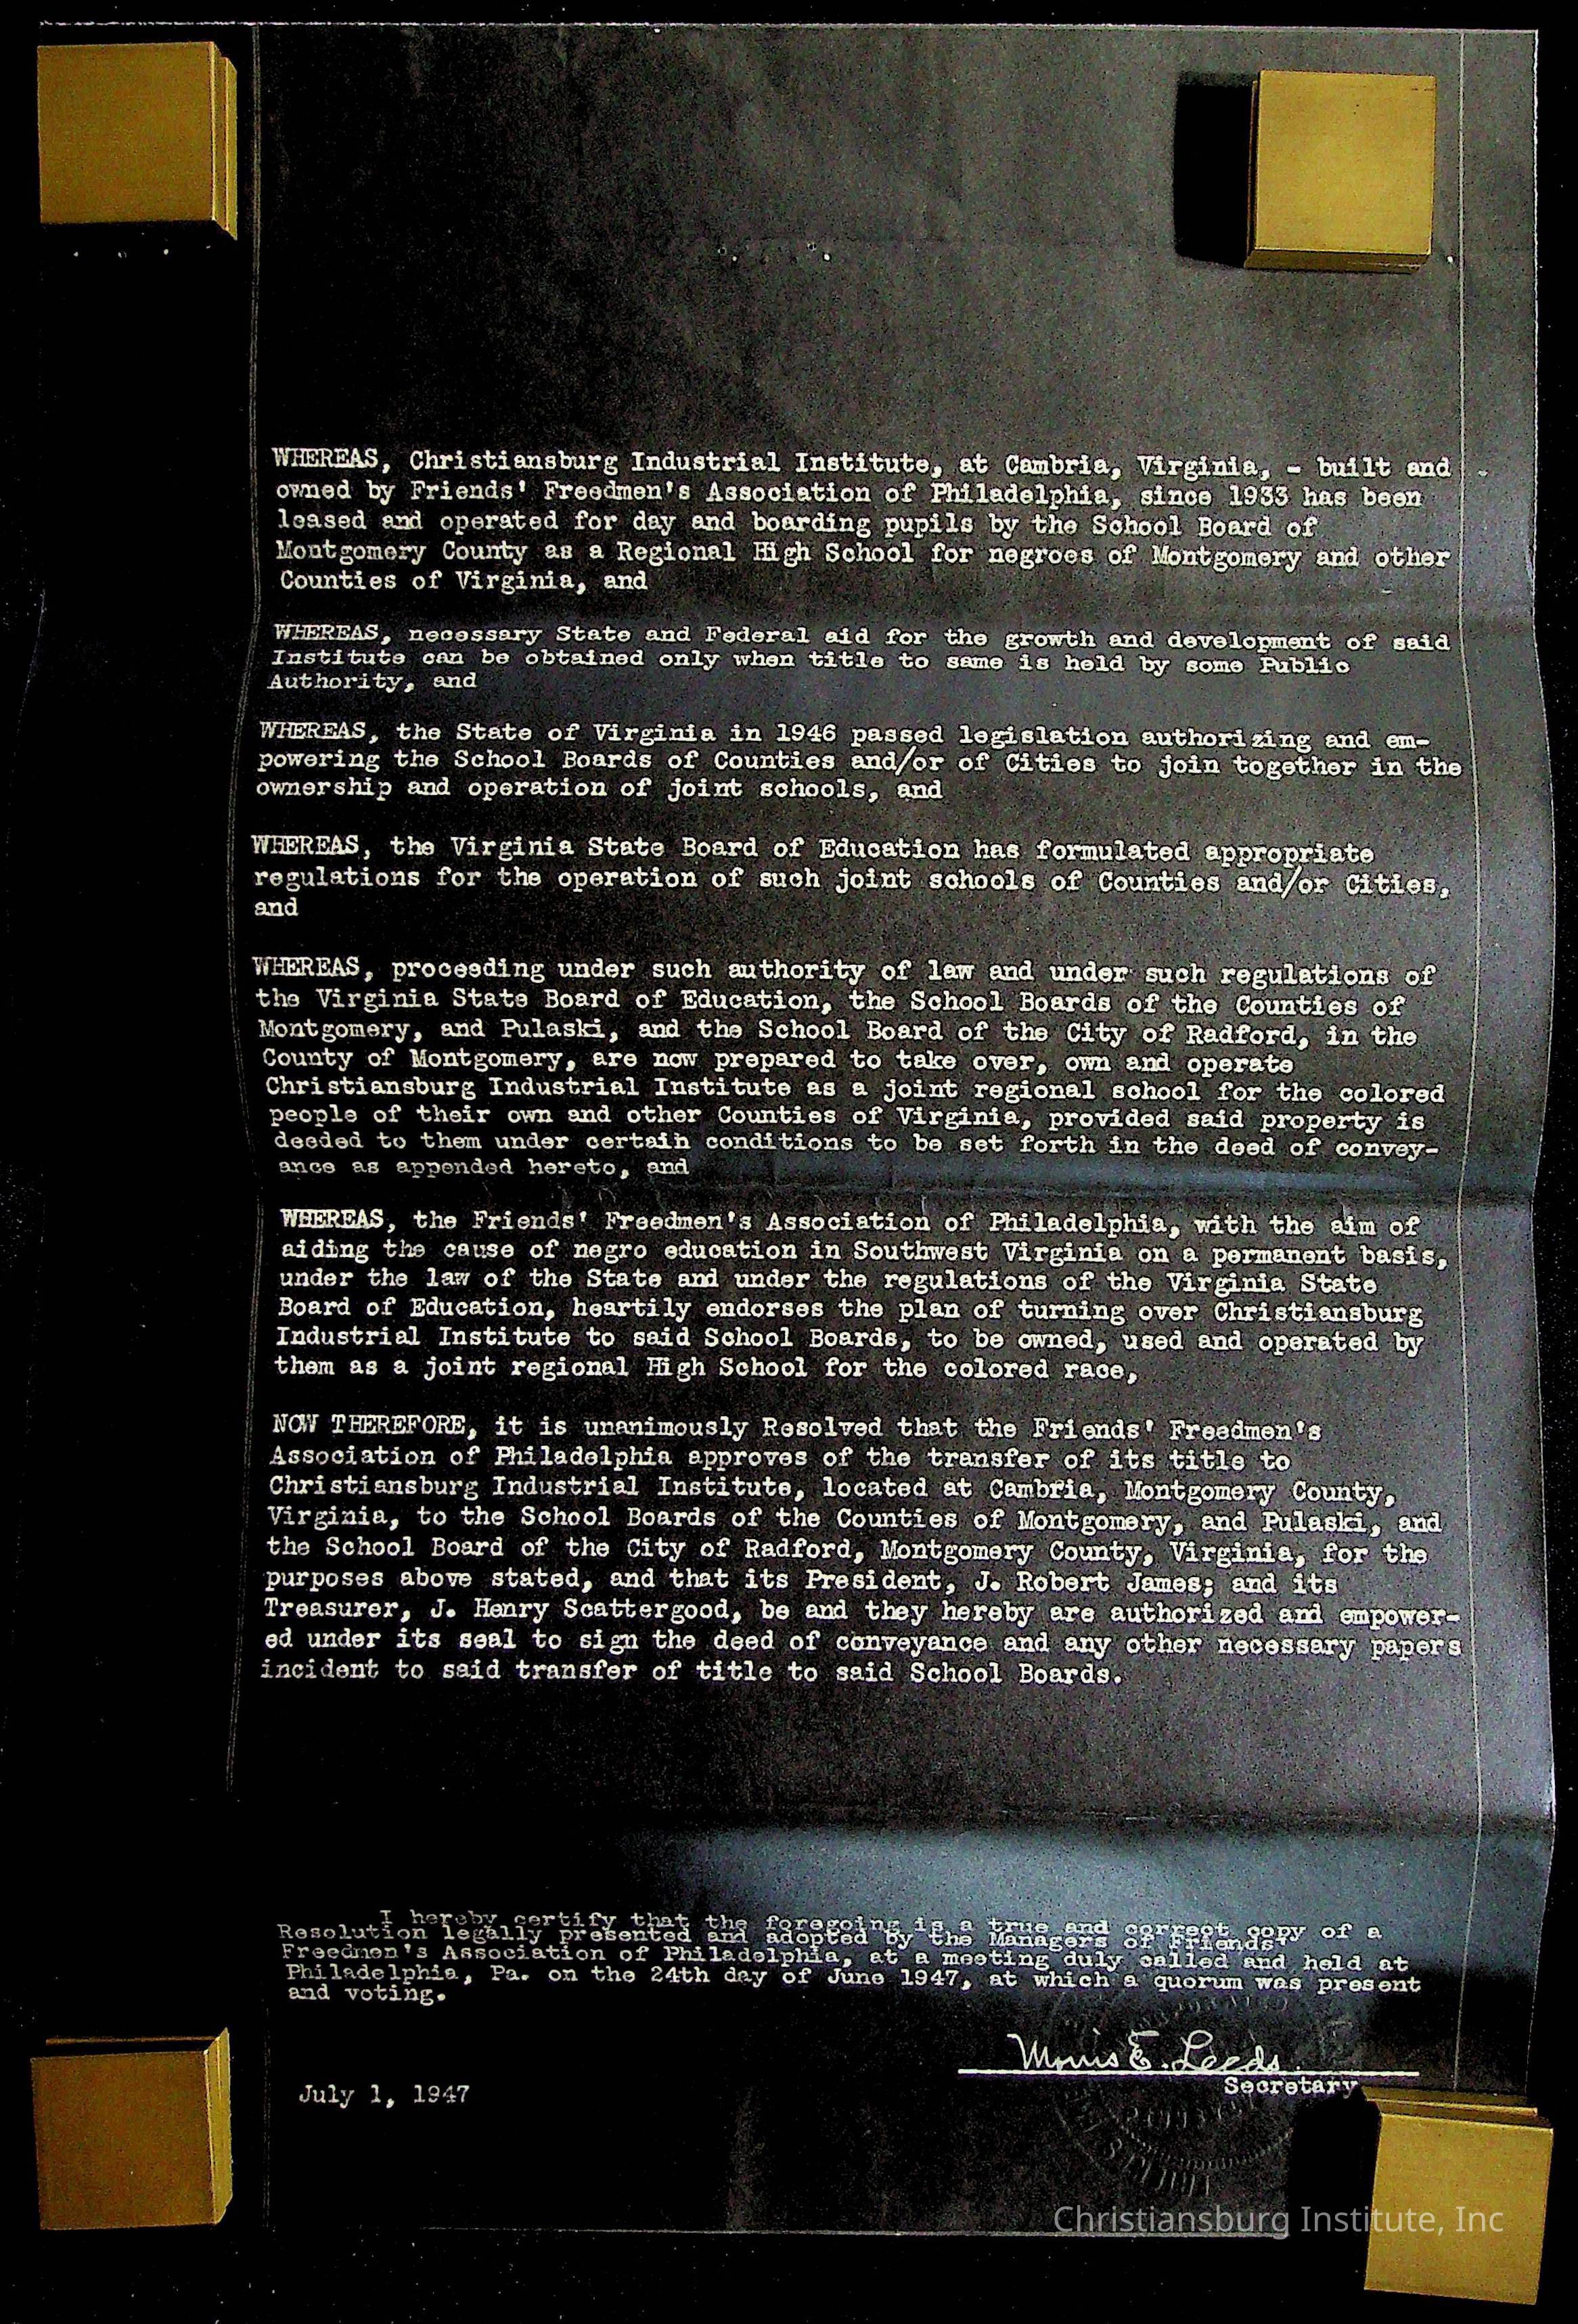 WHEREAS, Christiansburg Industrial Institute, at Cambria, Virginia, - built and
owned by Friends' Freedmen's Association of Philadelphia, since 1933 has been
leased and operated for day and boarding pupils by the School Board of
Montgomery County as a Regional High School for negroes of Montgomery and other
Counties of Virginia, and
WHEREAS, necessary State and Federal aid for the growth and development of said
Institute can be obtained only when title to same is held by some Public
Authority, and
WHEREAS, the State of Virginia in 1946 passed legislation authorizing and em-
powering the School Boards of Counties and/or of Cities to join together in the
ownership and operation of joint schools, and
WHEREAS, the Virginia State Board of Education has formulated appropriate
regulations for the operation of such joint schools of Counties and/or Cities,
and
WHEREAS, proceeding under such authority of law and under such regulations of
the Virginia State Board of Education, the School Boards of the Counties of
Montgomery, and Pulaski, and the School Board of the City of Radford, in the
County of Montgomery, are now prepared to take over, own and operate
Christiansburg Industrial Institute as a joint regional school for the colored
people of their own and other Counties of Virginia, provided said property is
deeded to them under certain conditions to be set forth in the deed of convey-
ance as appended hereto, and
WHEREAS, the Friends' Freedmen's Association of Philadelphia, with the aim of
aiding the cause of negro education in Southwest Virginia on a permanent basis,
under the law of the State and under the regulations of the Virginia State
Board of Education, heartily endorses the plan of turning over Christiansburg
Industrial Institute to said School Boards, to be owned, used and operated by
them as a joint regional High School for the colored race,
NOW THEREFORE, it is unanimously Resolved that the Friends' Freedmen's
Association of Philadelphia approves of the transfer of its title to
Christiansburg Industrial Institute, located at Cambria, Montgomery County,
Virginia, to the School Boards of the Counties of Montgomery, and Pulaski, and
the School Board of the City of Radford, Montgomery County, Virginia, for the
purposes above stated, and that its President, J. Robert James; and its
Treasurer, J. Henry Scattergood, be and they hereby are authorized and empower-
ed under its seal to sign the deed of conveyance and any other necessary papers
incident to said transfer of title to said School Boards.
I hereby certify that the foregoing is a true and correct copy of a
Resolution legally presented and adopted by the Managers of Friends'
Freedmen's Association of Philadelphia, at a meeting duly called and held at
Philadelphia, Pa. on the 24th day of June 1947, at which a quorum was present
and voting.
Morris E. Leeds.
Secretary
July 1, 1947
Christiansburg Institute, Inc